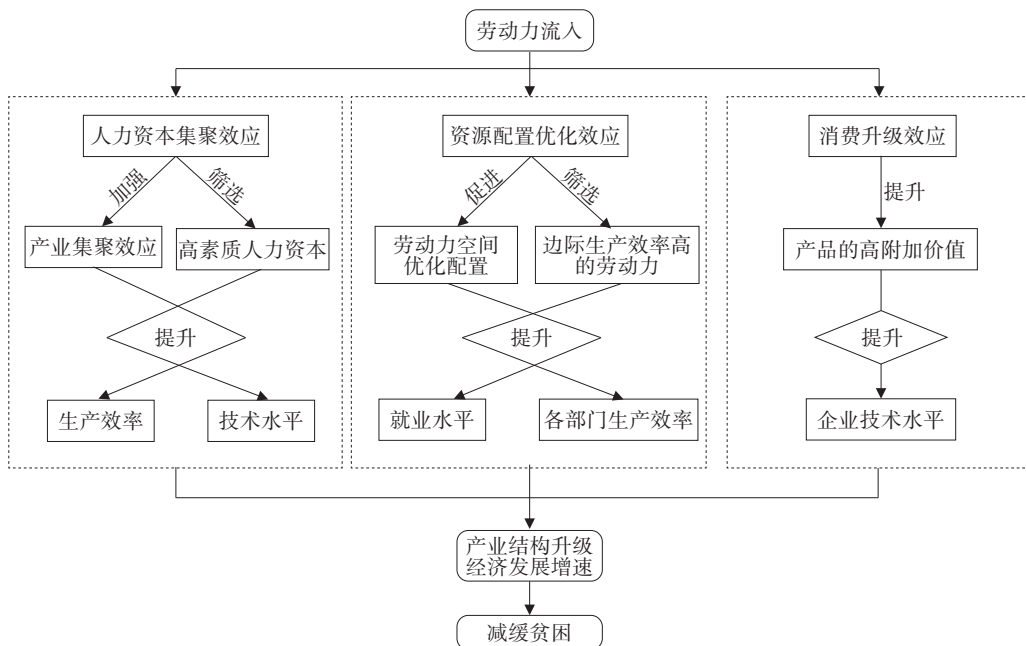 劳动力流入
人力资本集聚效应
资源配置优化效应
消费升级效应
加强
筛选
促进
筛选
提升
产业集聚效应
高素质人力资本
劳动力空间
优化配置
边际生产效率高
的劳动力
产品的高附加价值
提升
提升
提升
生产效率
技术水平
就业水平
各部门生产效率
企业技术水平
产业结构升级
经济发展增速
减缓贫困